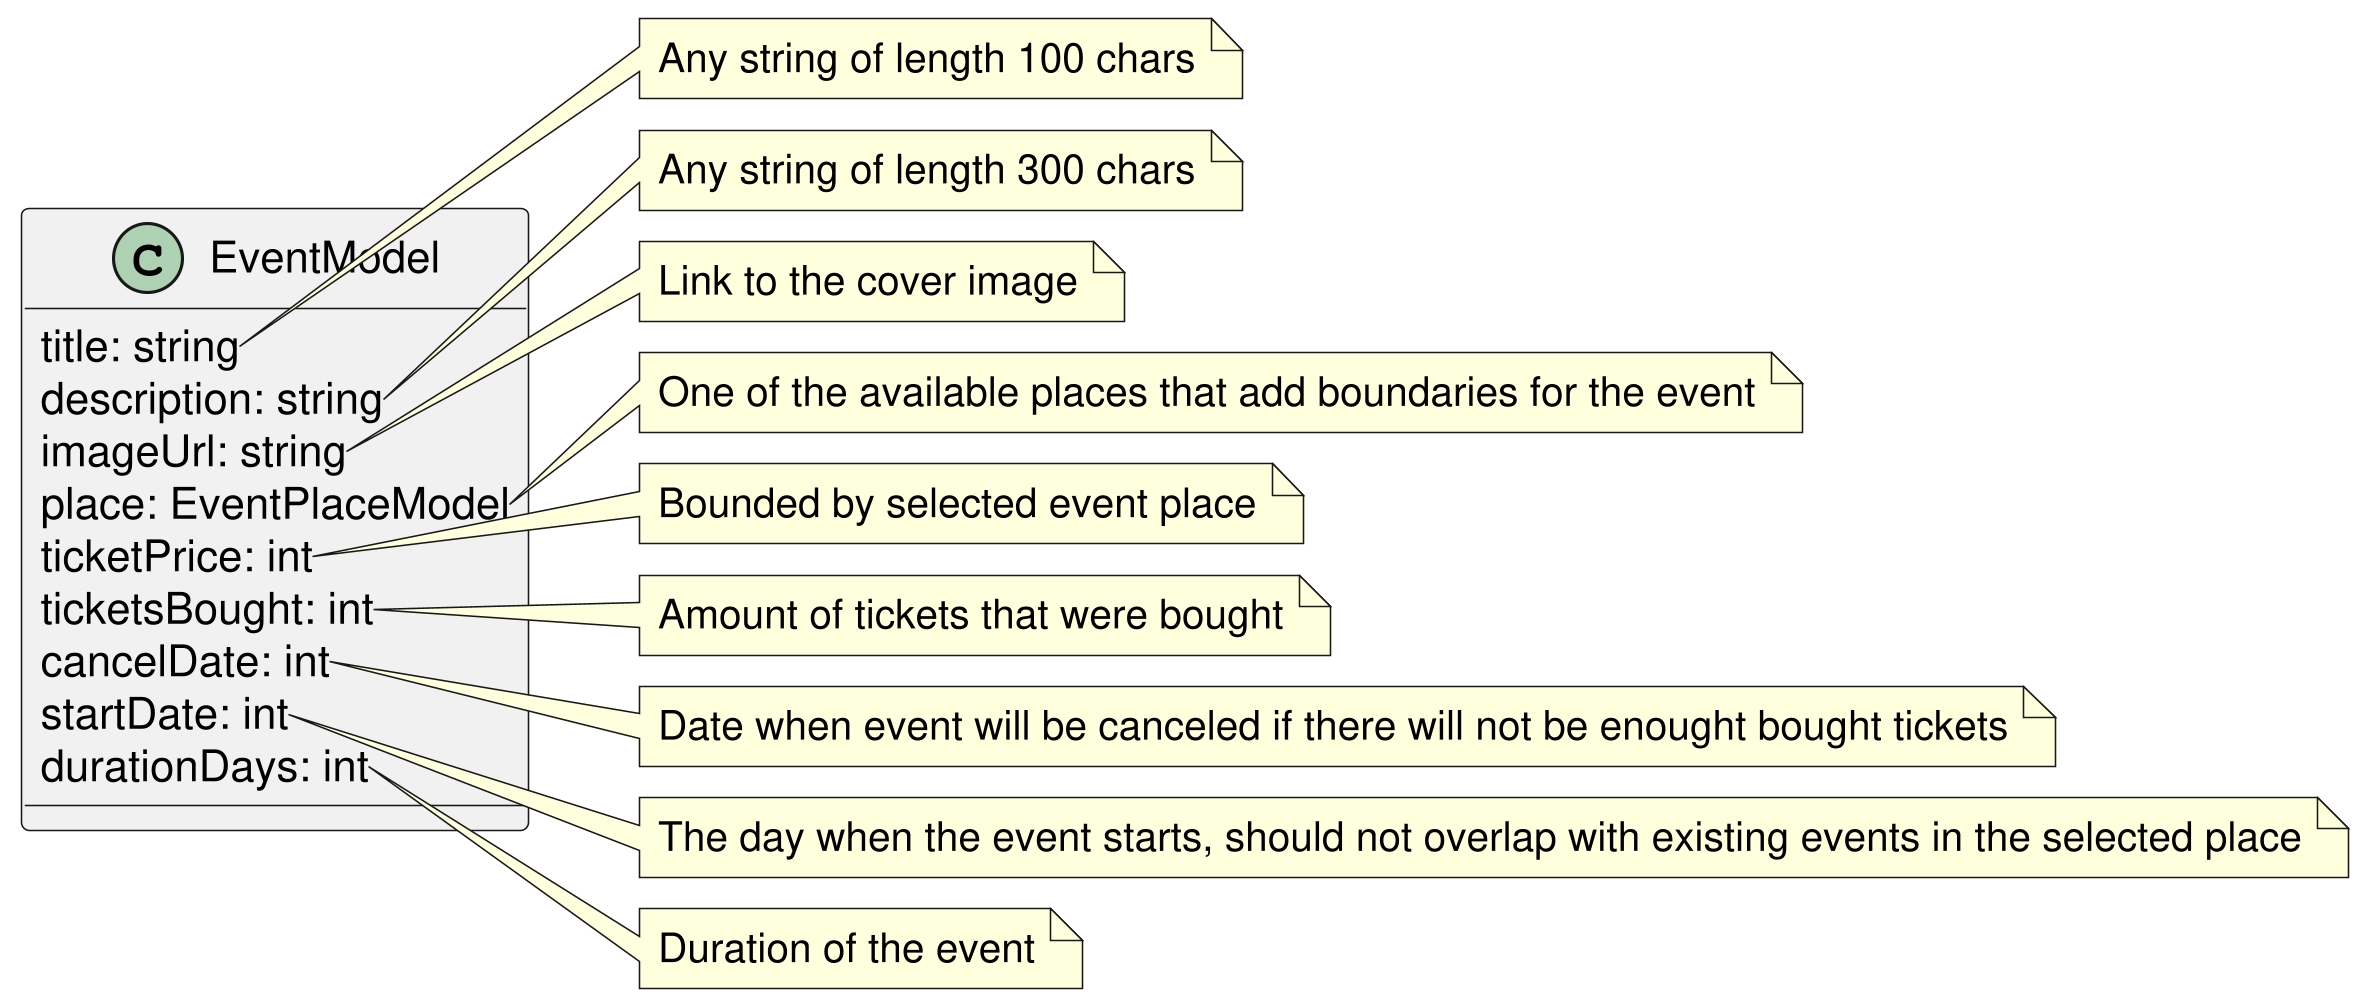 C EventModel
title: string
description: string
imageUrl: string
place: EventPlaceModel
ticketPrice: int
ticketsBought: int
cancelDate: int
startDate: int
durationDays: int
Any string of length 100 chars
Any string of length 300 chars
Link to the cover image
One of the available places that add boundaries for the event
Bounded by selected event place
Amount of tickets that were bought
Date when event will be canceled if there will not be enought bought tickets
The day when the event starts, should not overlap with existing events in the selected place
Duration of the event